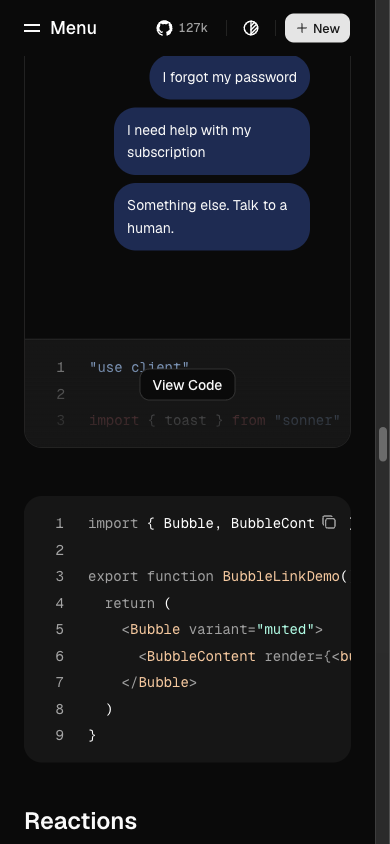 Menu
127k
+ New
I forgot my password
I need help with my
subscription
Something else. Talk to a
human.
1 "use client"
View Code
2
3 import { toast } from "sonner"
1 import { Bubble, BubbleCont
2
3 export function BubbleLinkDemo(
4 return (
5 <Bubble variant="muted">
6 <BubbleContent render={<bu
7 </Bubble>
8 )
9 }
Reactions